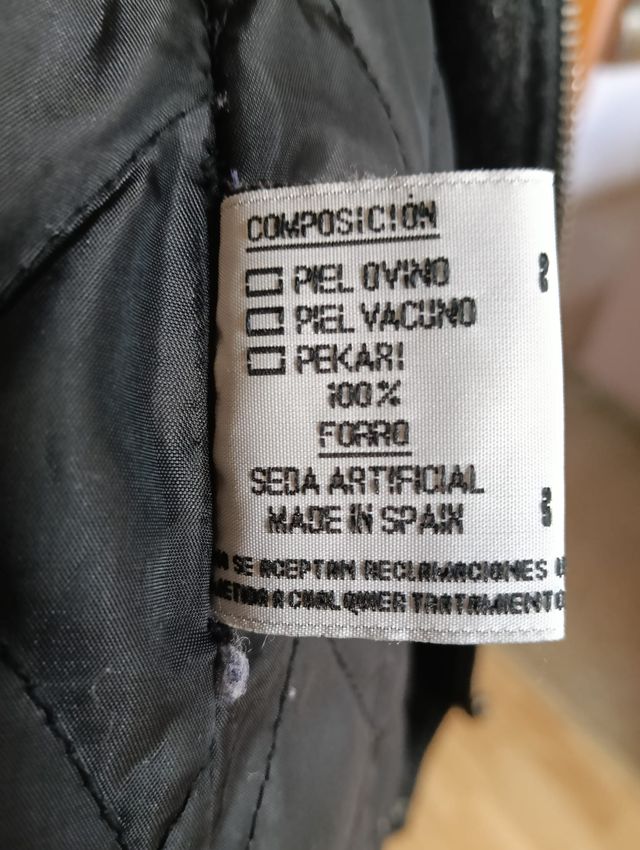 COMPOSICIÓN
PIEL OVINO
PIEL VACUNO
PEKARI
100%
FORRO
SEDA ARTIFICIAL
MADE IN SPAIN
SE ACEPTAN RECLAMACIONES
A CUALQUIER TRATAMIENTO